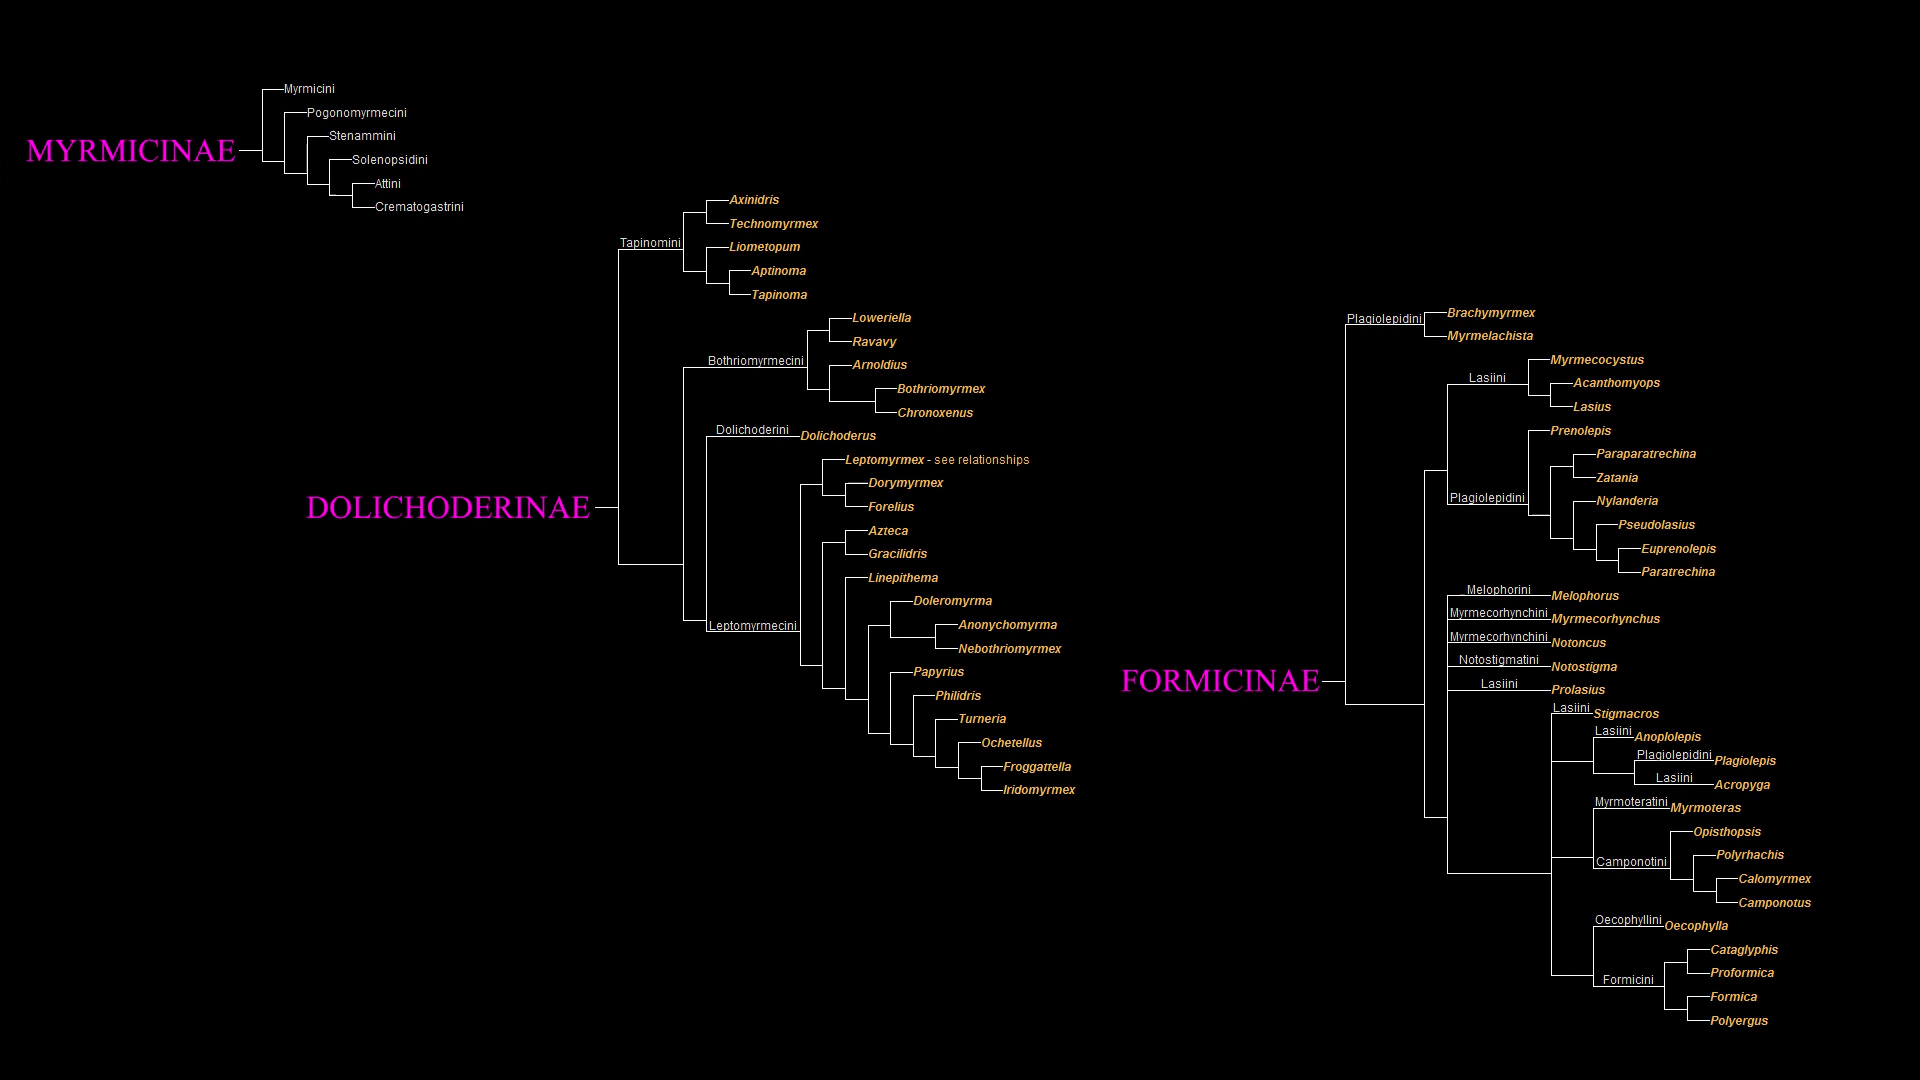 Myrmicini
Pogonomyrmecini
Stenammini
MYRMICINAE
Solenopsidini
Attini
Crematogastrini
Axinidris
Technomyrmex
Tapinomini
Liometopum
Aptinoma
Tapinoma
Loweriella
Ravavy
Bothriomyrmecini
Arnoldius
Bothriomyrmex
Chronoxenus
Dolichoderini
Dolichoderus
Leptomyrmex - see relationships
Dorymyrmex
Forelius
DOLICHODERINAE
Azteca
Gracilidris
Linepithema
Doleromyrma
Leptomyrmecini
Anonychomyrma
Nebothriomyrmex
Papyrius
Philidris
Turneria
Ochetellus
Froggattella
Iridomyrmex
Plagiolepidini
Brachymyrmex
Myrmelachista
Myrmecocystus
Lasiini
Acanthomyops
Lasius
Prenolepis
Paraparatrechina
Zatania
Plagiolepidini
Nylanderia
Pseudolasius
Euprenolepis
Paratrechina
Melophorini
Melophorus
Myrmecorhynchini
Myrmecorhynchus
Myrmecorhynchini
Notoncus
Notostigmatini
Notostigma
FORMICINAE
Lasiini
Prolasius
Lasiini
Stigmacros
Lasiini
Anoplolepis
Plagiolepidini
Plagiolepis
Lasiini
Acropyga
Myrmoteratini
Myrmoteras
Opisthopsis
Camponotini
Polyrhachis
Calomyrmex
Camponotus
Oecophyllini
Oecophylla
Cataglyphis
Formicini
Proformica
Formica
Polyergus